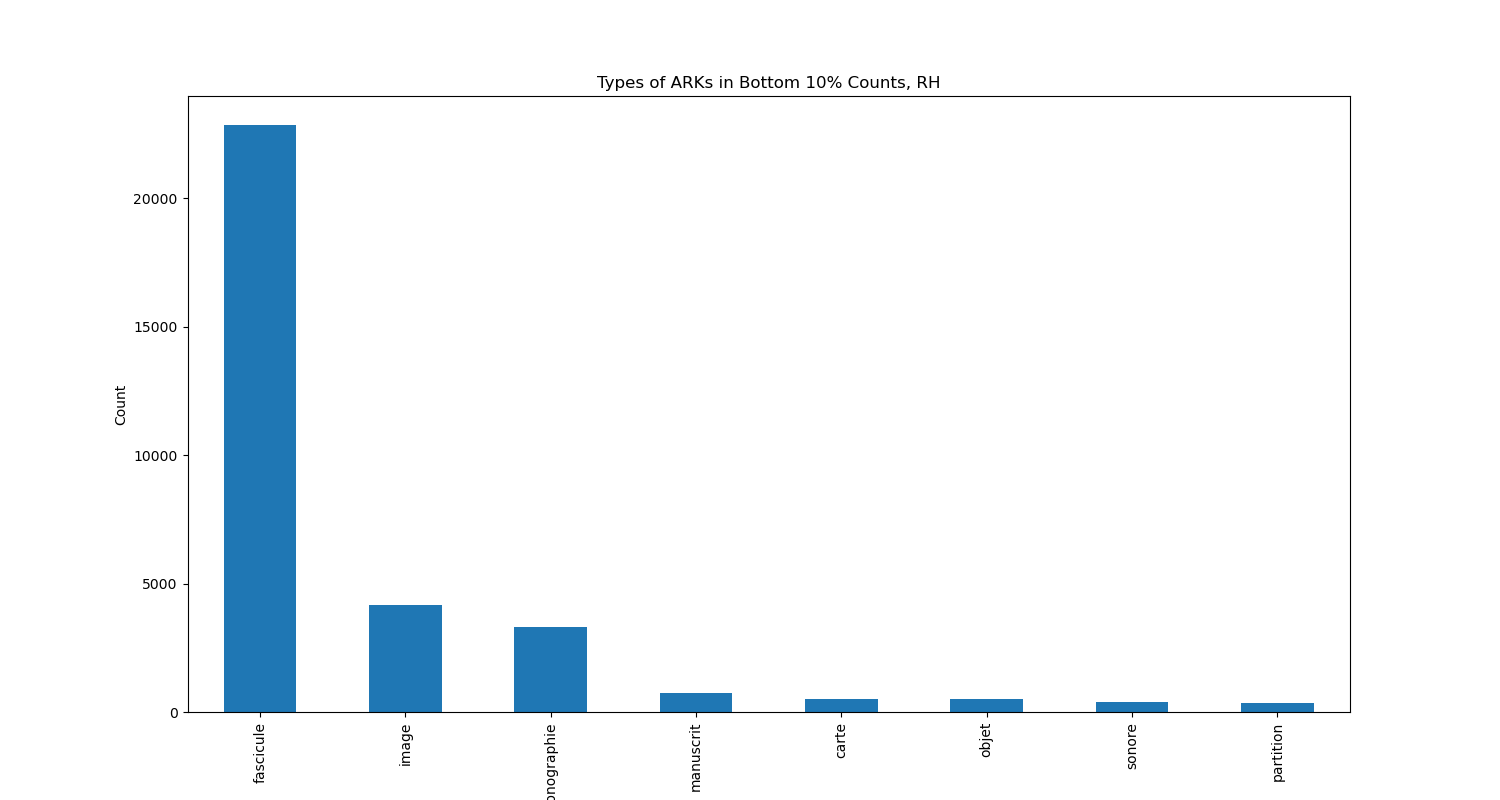 Types of ARKs in Bottom 10% Counts, RH
Count
20000
15000
10000
5000
0
fascicule
image
onographie
manuscrit
carte
objet
sonore
partition